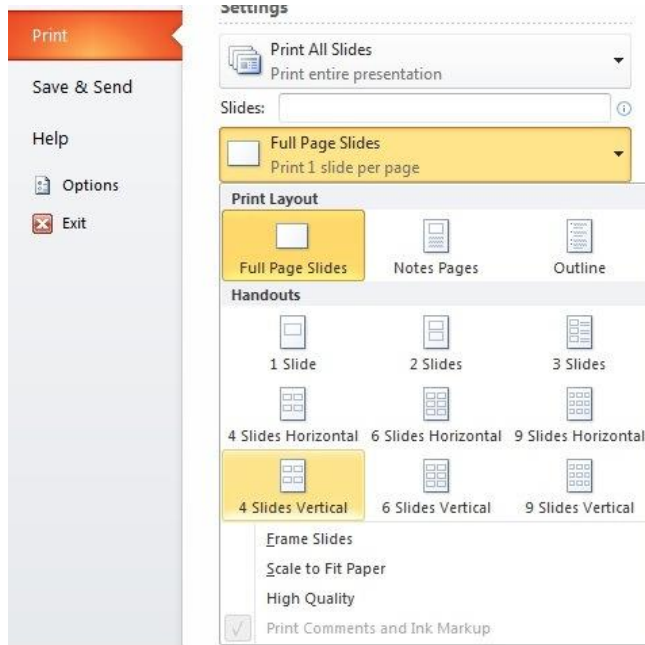 Settings
Print
Print All Slides
Print entire presentation
Save & Send
Slides:
Help
Full Page Slides
Print 1 slide per page
Options
Print Layout
Exit
Full Page Slides
Notes Pages
Outline
Handouts
1 Slide
2 Slides
3 Slides
4 Slides Horizontal
6 Slides Horizontal
9 Slides Horizontal
4 Slides Vertical
6 Slides Vertical
9 Slides Vertical
Frame Slides
Scale to Fit Paper
High Quality
Print Comments and Ink Markup